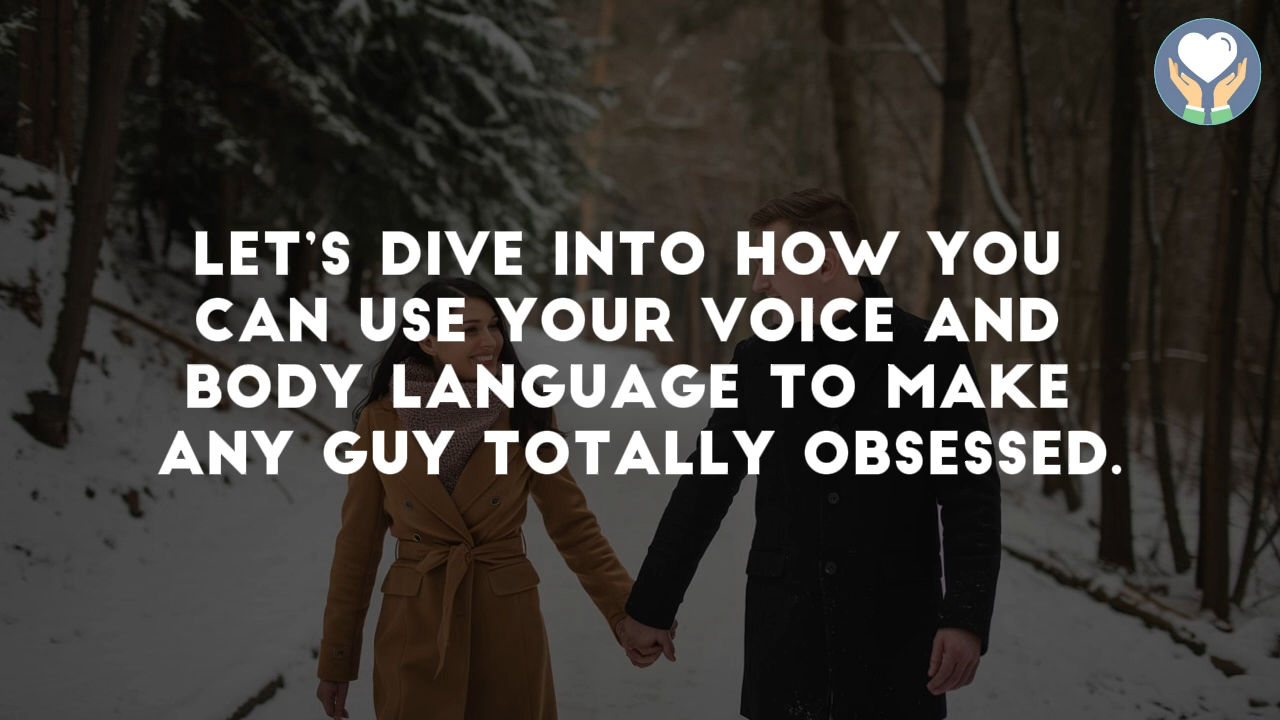 LET'S DIVE INTO HOW YOU
CAN USE YOUR VOICE AND
BODY LANGUAGE TO MAKE
ANY GUY TOTALLY OBSESSED.